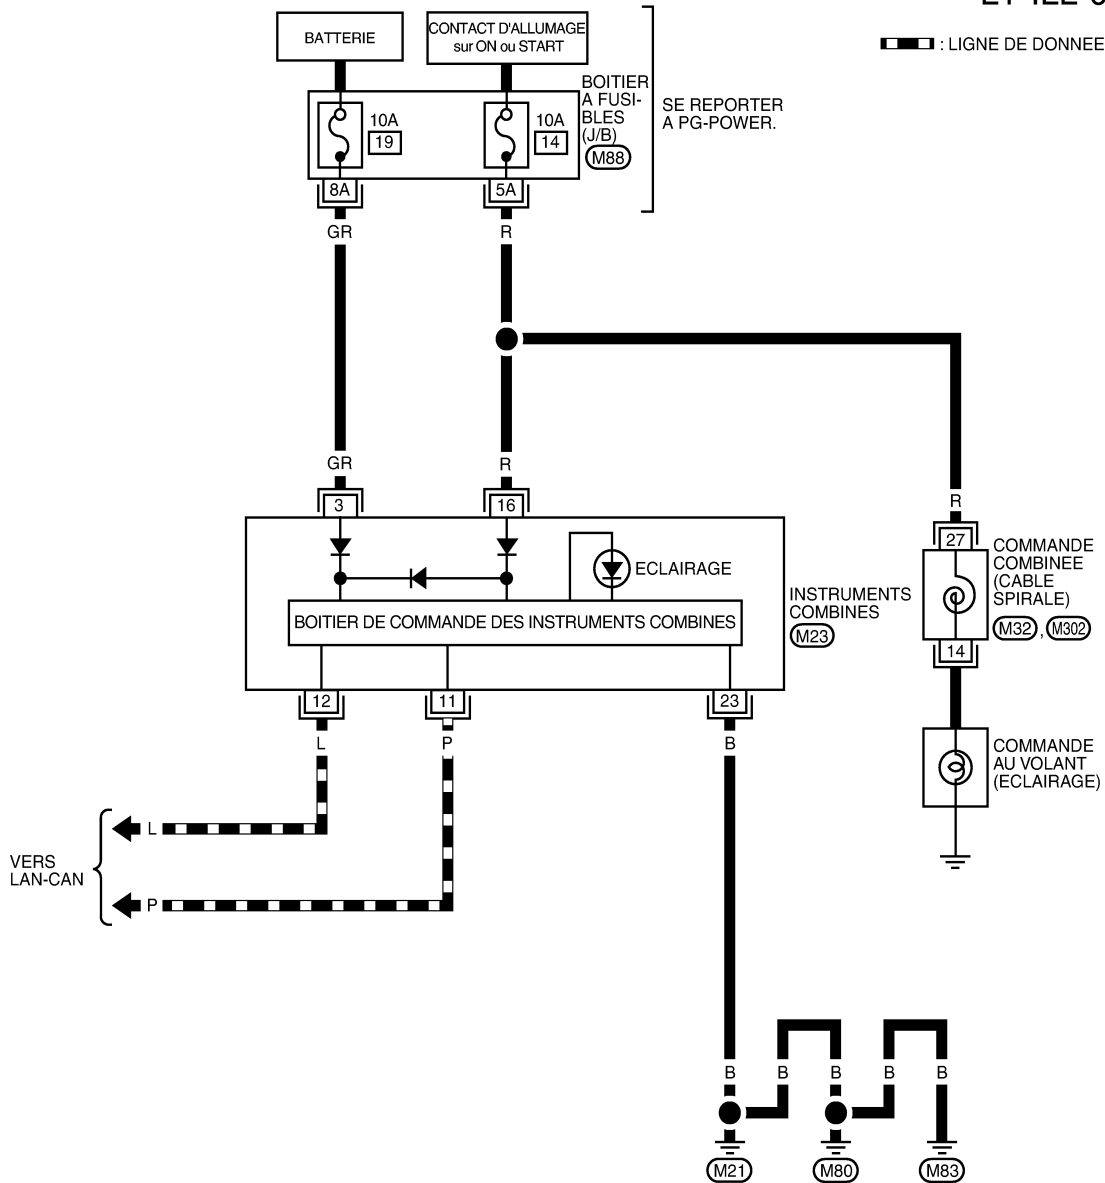 BATTERIE
CONTACT D'ALLUMAGE
sur ON ou START
: LIGNE DE DONNEE
BOITIER
A FUSI-
BLES
(J/B)
M88
SE REPORTER
A PG-POWER.
10A
19
10A
14
8A
5A
GR
R
GR
R
3
16
R
27
COMMANDE
COMBINEE
(CABLE
SPIRALE)
M32 , M302
14
ECLAIRAGE
BOITIER DE COMMANDE DES INSTRUMENTS COMBINES
INSTRUMENTS
COMBINES
M23
12
11
23
L
P
B
COMMANDE
AU VOLANT
(ECLAIRAGE)
L
VERS
LAN-CAN
P
B
B
B
B
B
M21
M80
M83